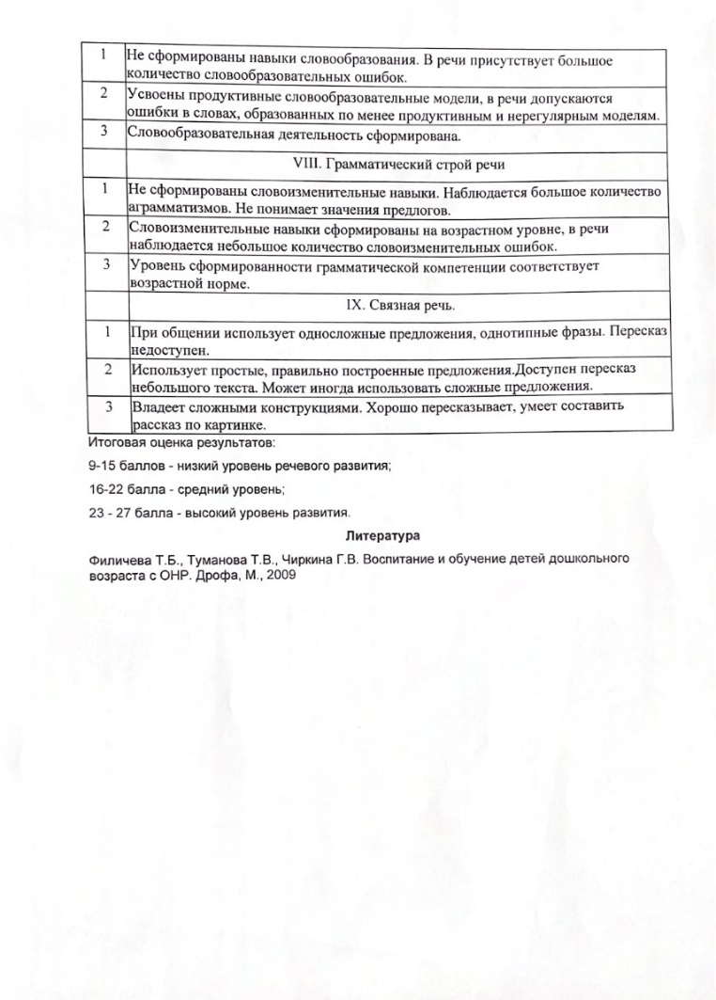 1 Не сформированы навыки словообразования. В речи присутствует большое
количество словообразовательных ошибок.
2 Усвоены продуктивные словообразовательные модели, в речи допускаются
ошибки в словах, образованных по менее продуктивным и нерегулярным моделям.
3 Словообразовательная деятельность сформирована.
VIII. Грамматический строй речи
1 Не сформированы словоизменительные навыки. Наблюдается большое количество
аграмматизмов. Не понимает значения предлогов.
2 Словоизменительные навыки сформированы на возрастном уровне, в речи
наблюдается небольшое количество словоизменительных ошибок.
3 Уровень сформированности грамматической компетенции соответствует
возрастной норме.
IX. Связная речь.
1 При общении использует односложные предложения, однотипные фразы. Пересказ
недоступен.
2 Использует простые, правильно построенные предложения.Доступен пересказ
небольшого текста. Может иногда использовать сложные предложения.
3 Владеет сложными конструкциями. Хорошо пересказывает, умеет составить
рассказ по картинке.
Итоговая оценка результатов:
9-15 баллов - низкий уровень речевого развития;
16-22 балла - средний уровень;
23 - 27 балла - высокий уровень развития.
Литература
Филичева Т.Б., Туманова Т.В., Чиркина Г.В. Воспитание и обучение детей дошкольного
возраста с ОНР. Дрофа, М., 2009